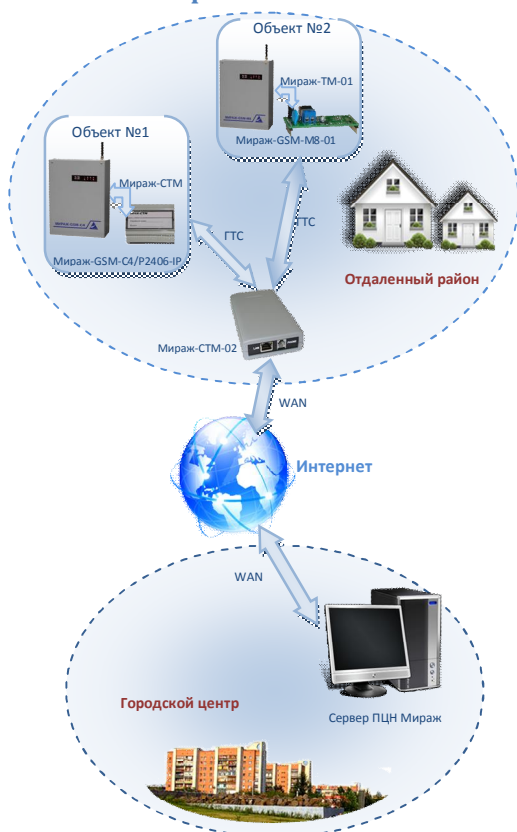 Объект №2
Мираж-ТМ-01
Мираж-GSM-M8-01
Объект №1
Мираж-СТМ
Мираж-GSM-C4/P2406-IP
ГТС
ГТС
Отдаленный район
Мираж-СТМ-02
WAN
Интернет
WAN
Городской центр
Сервер ПЦН Мираж